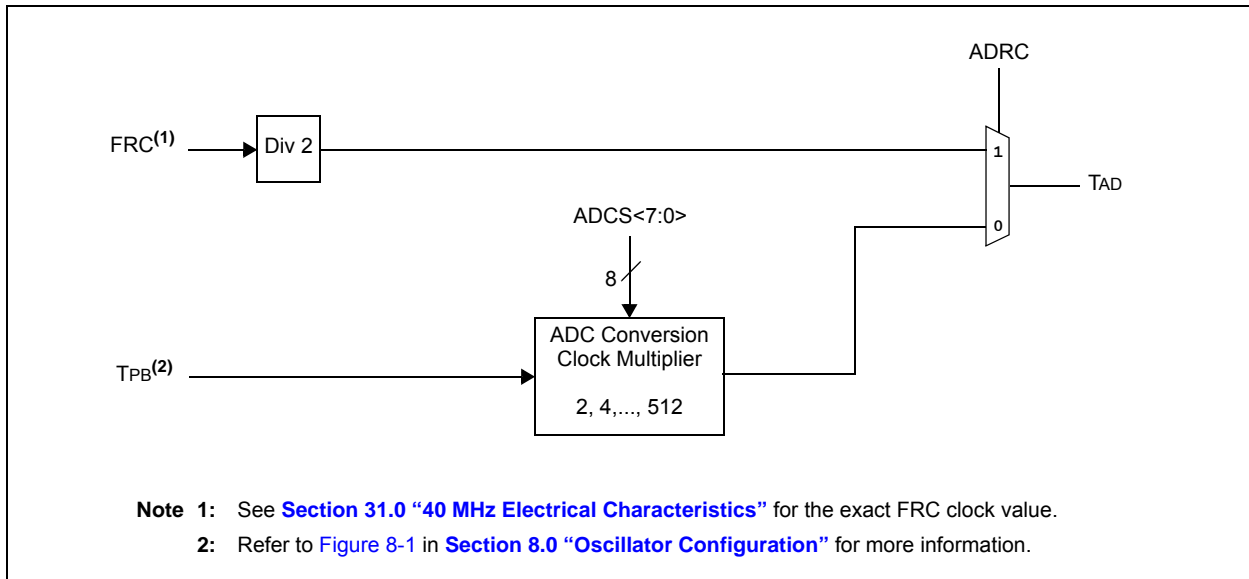 ADRC
FRC(1)
Div 2
1
TAD
ADCS<7:0>
0
8
ADC Conversion
Clock Multiplier
TPB(2)
2, 4,..., 512
Note 1: See Section 31.0 “40 MHz Electrical Characteristics” for the exact FRC clock value.
2: Refer to Figure 8-1 in Section 8.0 “Oscillator Configuration” for more information.